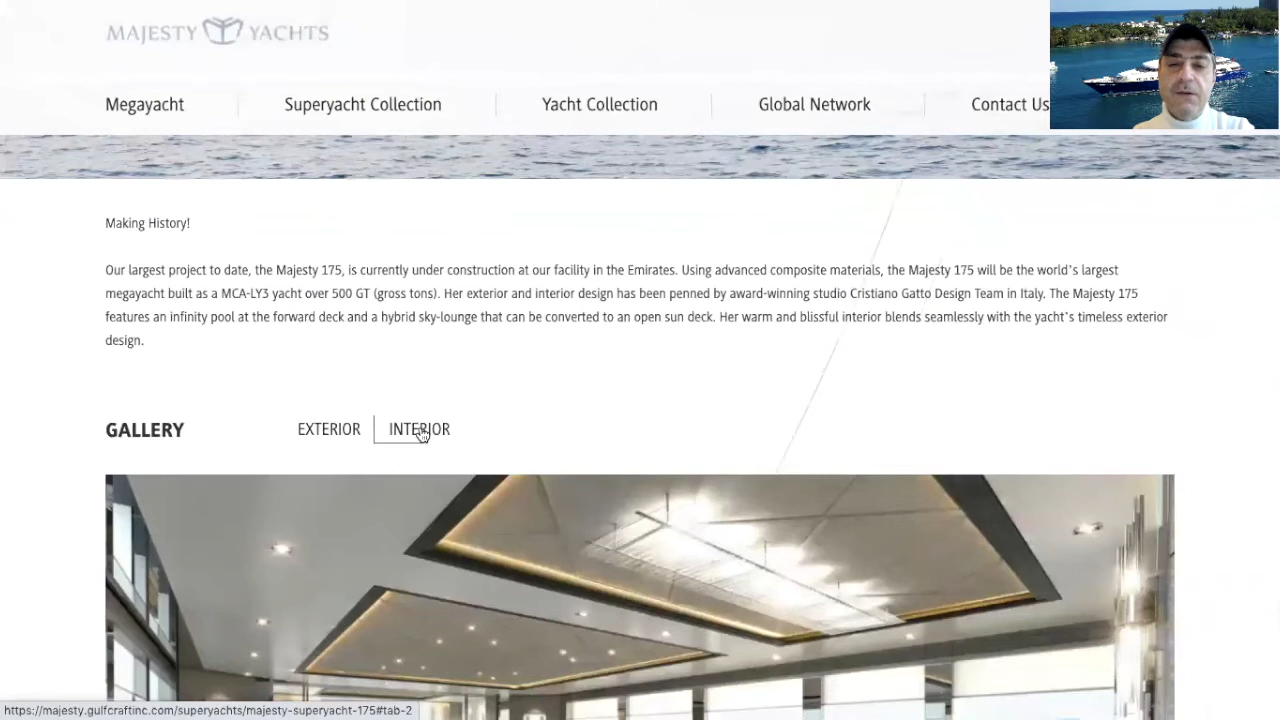 MAJESTY YACHTS
Megayacht
Superyacht Collection
Yacht Collection
Global Network
Contact Us
Making History!
Our largest project to date, the Majesty 175, is currently under construction at our facility in the Emirates. Using advanced composite materials, the Majesty 175 will be the world's largest
megayacht built as a MCA-LY3 yacht over 500 GT (gross tons). Her exterior and interior design has been penned by award-winning studio Cristiano Gatto Design Team in Italy. The Majesty 175
features an infinity pool at the forward deck and a hybrid sky-lounge that can be converted to an open sun deck. Her warm and blissful interior blends seamlessly with the yacht's timeless exterior
design.
GALLERY
EXTERIOR
INTERIOR
https://majesty.gulfcraftinc.com/superyachts/majesty-superyacht-175#tab-2